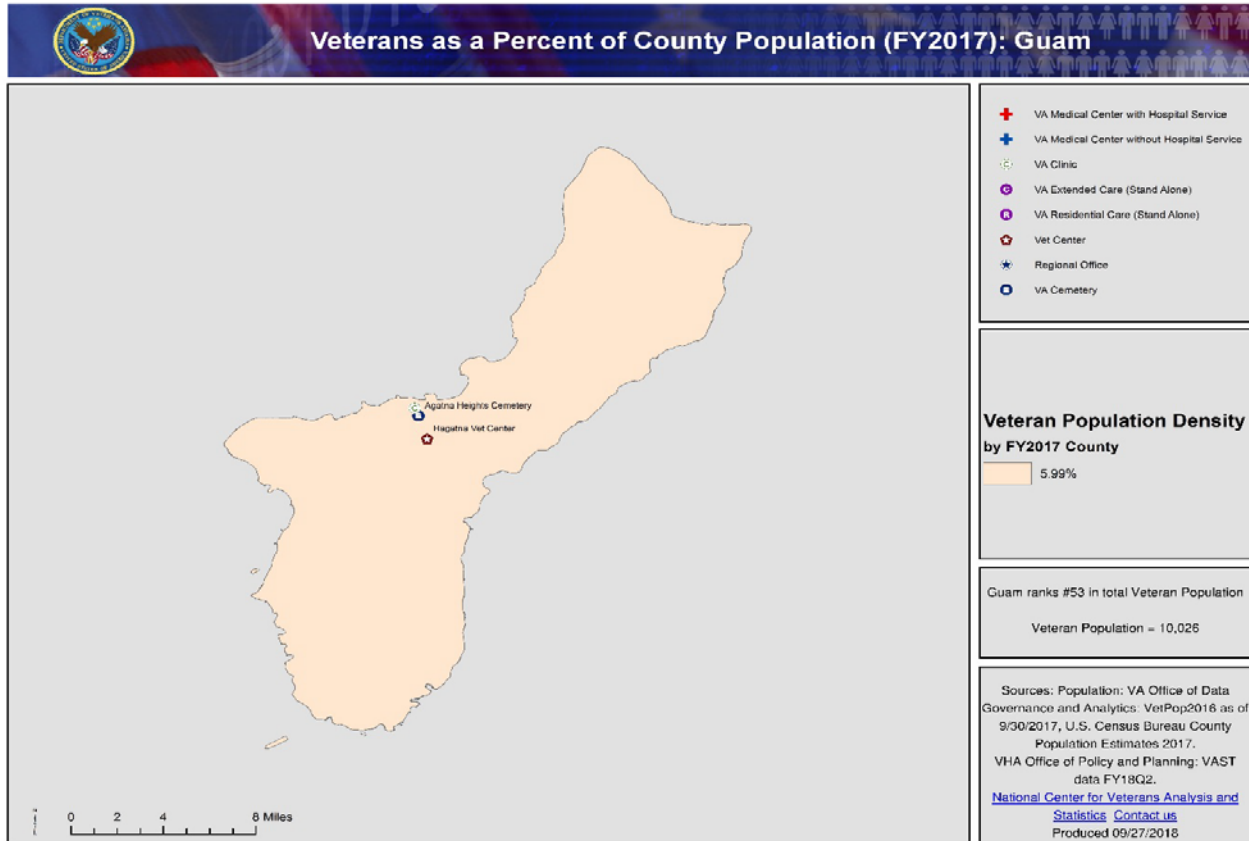 Veterans as a Percent of County Population (FY2017): Guam
VA Medical Center with Hospital Service
VA Medical Center without Hospital Service
C VA Clinic
C VA Extended Care (Stand Alone)
R VA Residential Care (Stand Alone)
Vet Center
Regional Office
VA Cemetery
C Agatna Heights Cemetery
Hagatna Vet Center
Veteran Population Density
by FY2017 County
5.99%
Guam ranks #53 in total Veteran Population
Veteran Population = 10,026
Sources: Population: VA Office of Data
Governance and Analytics: VetPop2016 as of
9/30/2017, U.S. Census Bureau County
Population Estimates 2017.
VHA Office of Policy and Planning: VAST
data FY18Q2.
National Center for Veterans Analysis and
Statistics Contact us
Produced 09/27/2018
0 2 4 8 Miles